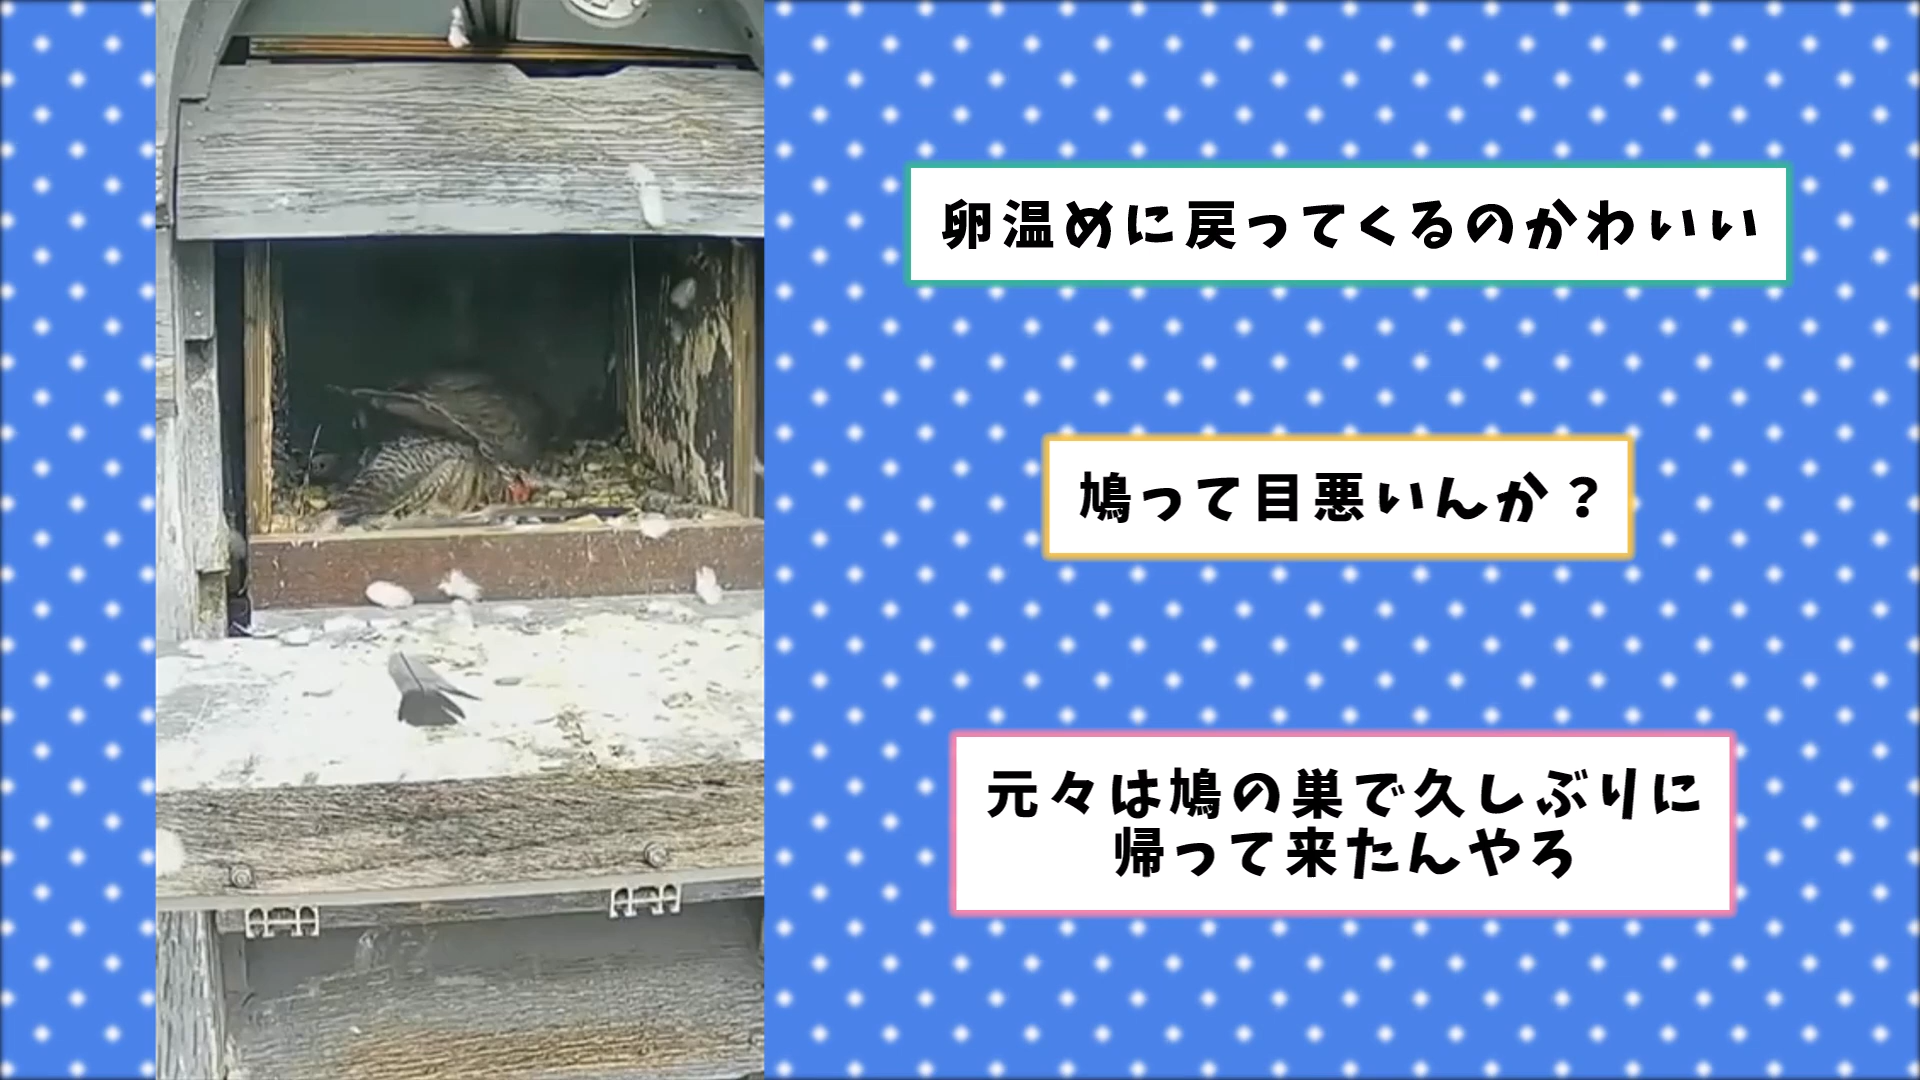 卵温めに戻ってくるのかわいい
鳩って目悪いんか？
元々は鳩の巣で久しぶりに
帰って来たんやろ